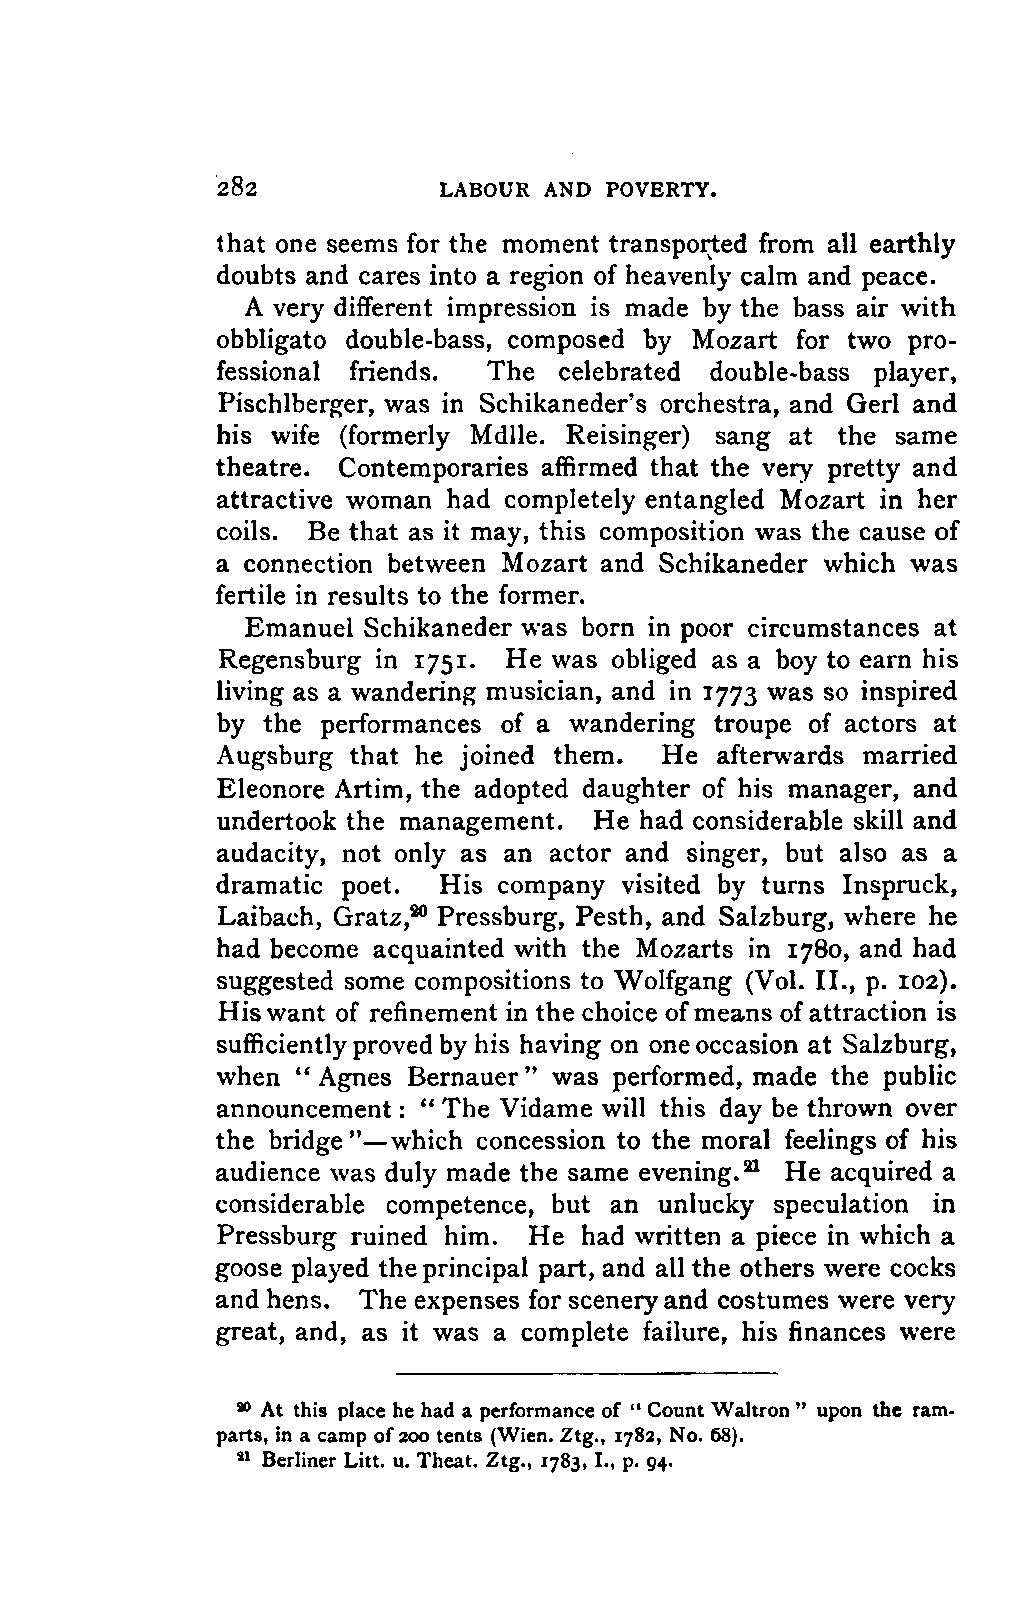 282 LABOUR AND POVERTY.
that one seems for the moment transported from all earthly
doubts and cares into a region of heavenly calm and peace.
A very different impression is made by the bass air with
obbligato double-bass, composed by Mozart for two pro-
fessional friends. The celebrated double-bass player,
Pischlberger, was in Schikaneder's orchestra, and Gerl and
his wife (formerly Mdlle. Reisinger) sang at the same
theatre. Contemporaries affirmed that the very pretty and
attractive woman had completely entangled Mozart in her
coils. Be that as it may, this composition was the cause of
a connection between Mozart and Schikaneder which was
fertile in results to the former.
Emanuel Schikaneder was born in poor circumstances at
Regensburg in 1751. He was obliged as a boy to earn his
living as a wandering musician, and in 1773 was so inspired
by the performances of a wandering troupe of actors at
Augsburg that he joined them. He afterwards married
Eleonore Artim, the adopted daughter of his manager, and
undertook the management. He had considerable skill and
audacity, not only as an actor and singer, but also as a
dramatic poet. His company visited by turns Inspruck,
Laibach, Gratz,²⁰ Pressburg, Pesth, and Salzburg, where he
had become acquainted with the Mozarts in 1780, and had
suggested some compositions to Wolfgang (Vol. II., p. 102).
His want of refinement in the choice of means of attraction is
sufficiently proved by his having on one occasion at Salzburg,
when "Agnes Bernauer" was performed, made the public
announcement: "The Vidame will this day be thrown over
the bridge"—which concession to the moral feelings of his
audience was duly made the same evening.²¹ He acquired a
considerable competence, but an unlucky speculation in
Pressburg ruined him. He had written a piece in which a
goose played the principal part, and all the others were cocks
and hens. The expenses for scenery and costumes were very
great, and, as it was a complete failure, his finances were
²⁰ At this place he had a performance of "Count Waltron" upon the ram-
parts, in a camp of 200 tents (Wien. Ztg., 1782, No. 68).
²¹ Berliner Litt. u. Theat. Ztg., 1783, I., p. 94.